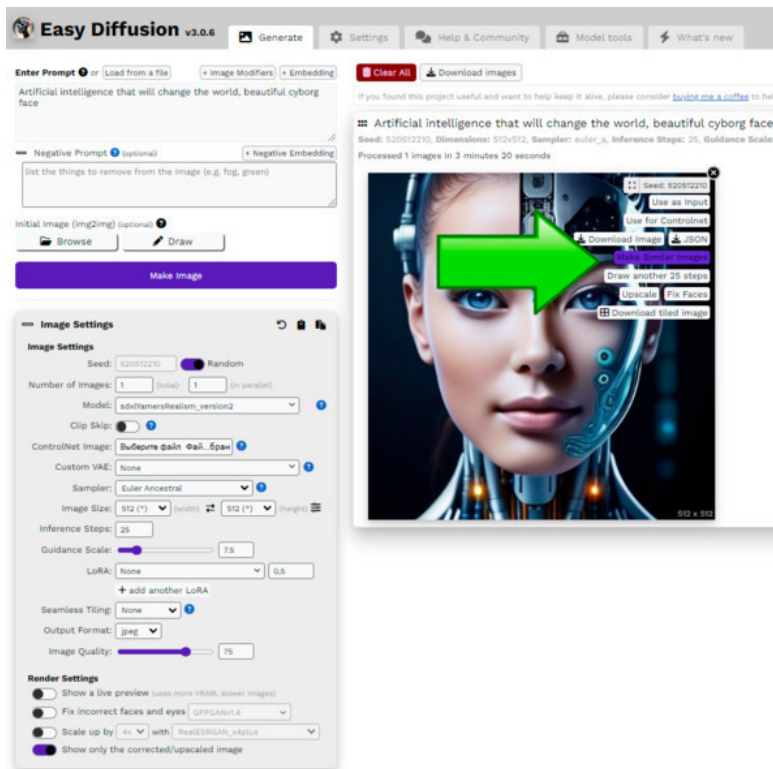 Easy Diffusion v3.0.6
Generate
Settings
Help & Community
Model tools
What's new
Enter Prompt ? or Load from a file + Image Modifiers + Embedding
Artificial intelligence that will change the world, beautiful cyborg
face
Negative Prompt ? (optional) + Negative Embedding
list the things to remove from the image (e.g. fog, green)
Initial Image (img2img) (optional) ?
Browse Draw
Make Image
Image Settings
Image Settings
Seed: 520512210 Random
Number of Images: 1 (total) 1 (in parallel)
Model: sdxlYamersRealism_version2 ?
Clip Skip: ?
ControlNet Image: Выберите файл Фай...бран ?
Custom VAE: None ?
Sampler: Euler Ancestral ?
Image Size: 512 (*) (width) 512 (*) (height)
Inference Steps: 25
Guidance Scale: 7.5
LoRA: None 0,5
+ add another LoRA
Seamless Tiling: None ?
Output Format: jpeg
Image Quality: 75
Render Settings
Show a live preview (uses more VRAM, slower images)
Fix incorrect faces and eyes GFPGANv1.4
Scale up by 4x with RealESRGAN_x4plus
Show only the corrected/upscaled image
Clear All Download images
If you found this project useful and want to help keep it alive, please consider buying me a coffee to hel
Artificial intelligence that will change the world, beautiful cyborg face
Seed: 520512210, Dimensions: 512x512, Sampler: euler_a, Inference Steps: 25, Guidance Scale
Processed 1 images in 3 minutes 20 seconds
Seed: 520512210
Use as Input
Use for Controlnet
Download Image JSON
Make Similar Images
Draw another 25 steps
Upscale Fix Faces
Download tiled image
512 x 512